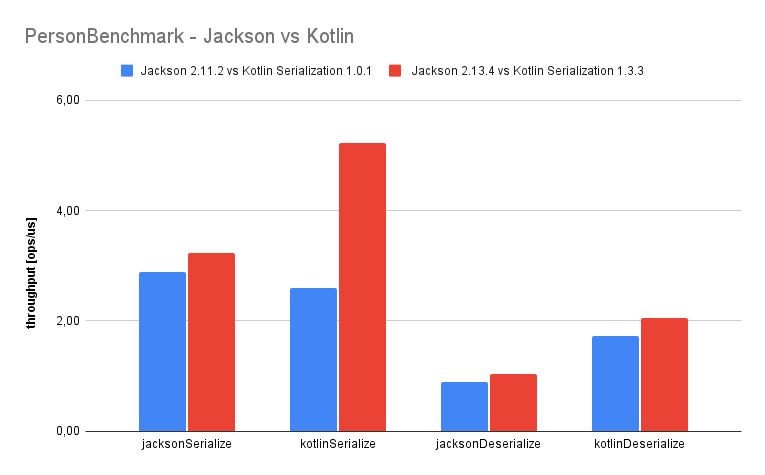 PersonBenchmark - Jackson vs Kotlin
Jackson 2.11.2 vs Kotlin Serialization 1.0.1 Jackson 2.13.4 vs Kotlin Serialization 1.3.3
throughput [ops/us]
6,00
4,00
2,00
0,00
jacksonSerialize kotlinSerialize jacksonDeserialize kotlinDeserialize